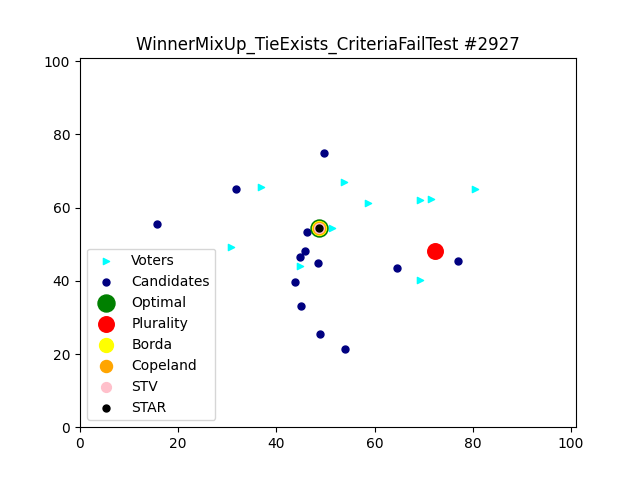 WinnerMixUp_TieExists_CriteriaFailTest #2927
100
80
60
40
20
0
Voters
Candidates
Optimal
Plurality
Borda
Copeland
STV
STAR
0 20 40 60 80 100